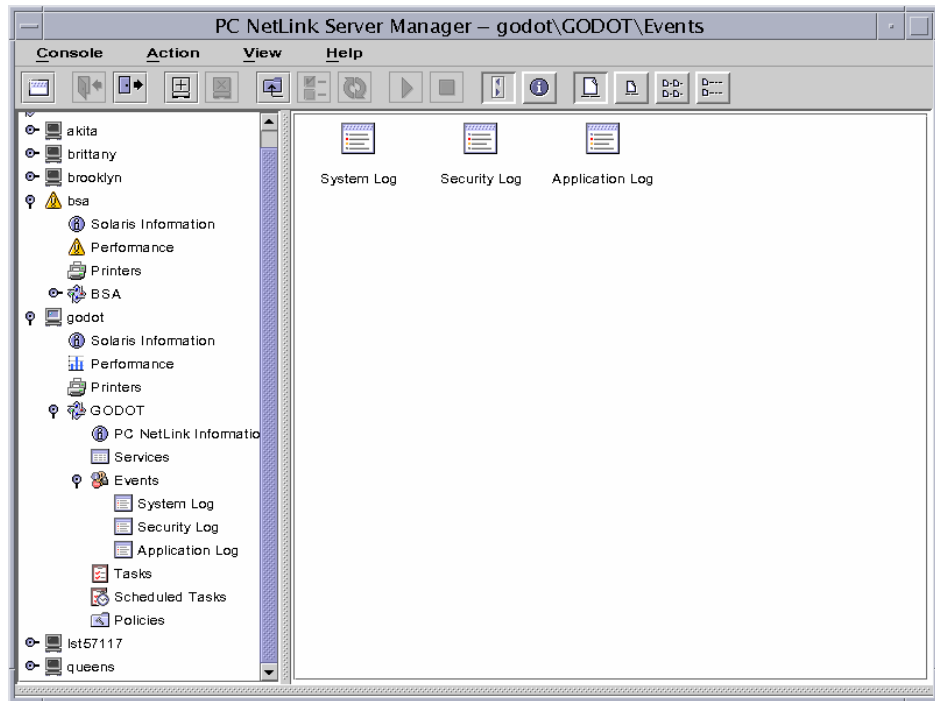 PC NetLink Server Manager – godot\GODOT\Events
Console Action View Help
akita
brittany
brooklyn
bsa
Solaris Information
Performance
Printers
BSA
godot
Solaris Information
Performance
Printers
GODOT
PC NetLink Informatio
Services
Events
System Log
Security Log
Application Log
Tasks
Scheduled Tasks
Policies
lst57117
queens
System Log Security Log Application Log